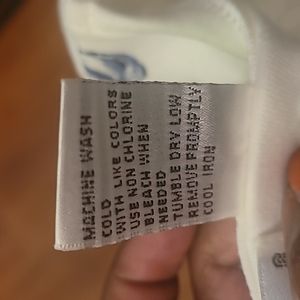 MACHINE WASH
COLD
WITH LIKE COLORS
USE NON CHLORINE
BLEACH WHEN
NEEDED
TUMBLE DRY LOW
REMOVE PROMPTLY
COOL IRON